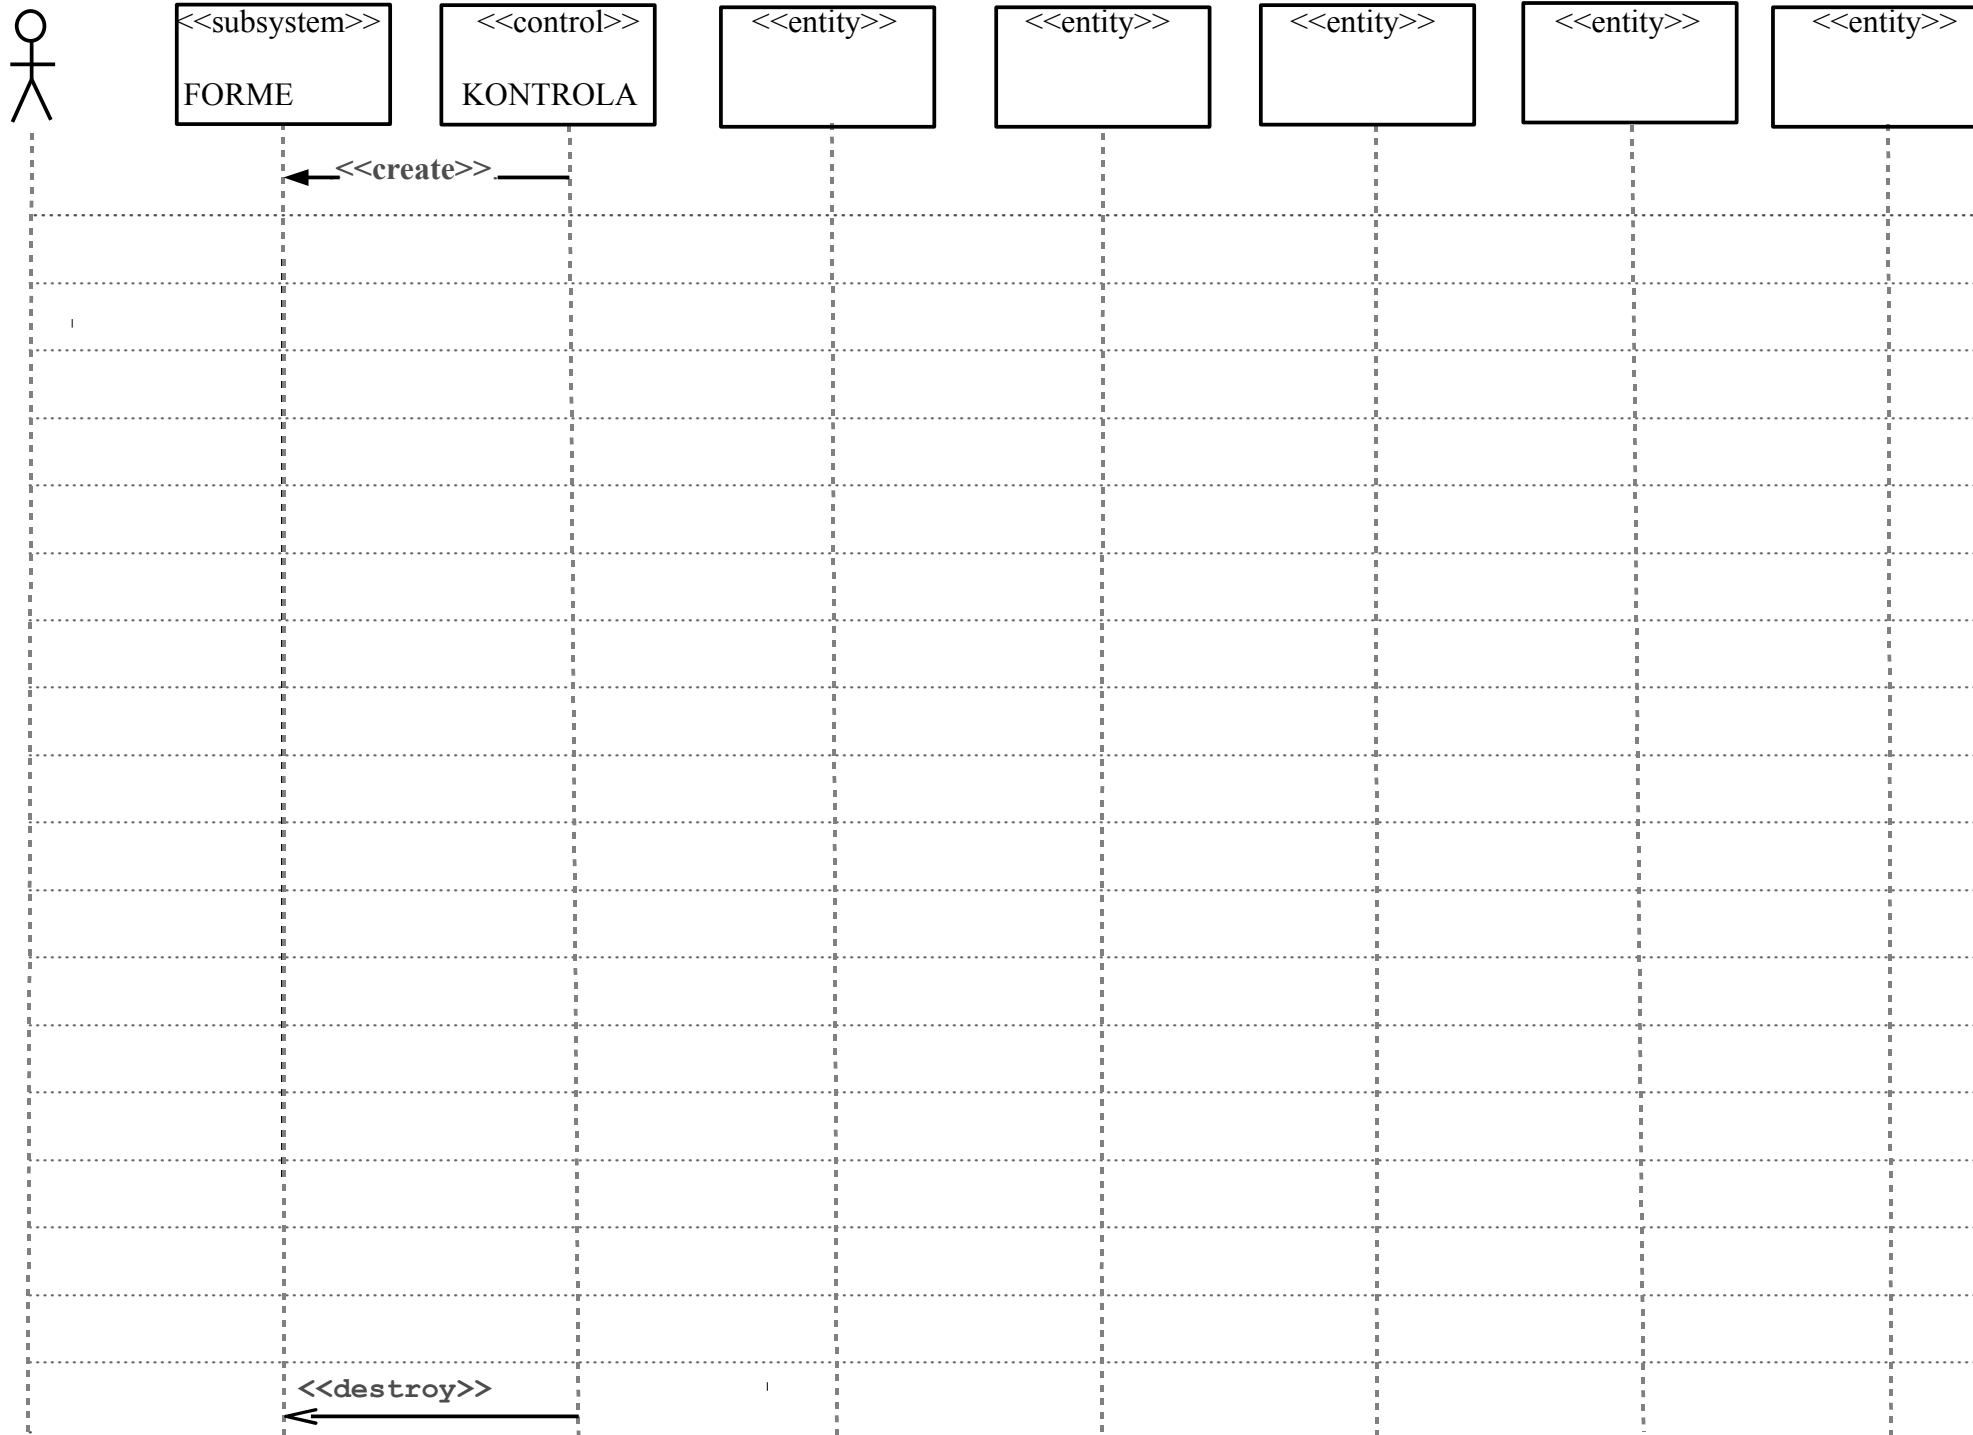 <<subsystem>>
FORME
<<control>>
KONTROLA
<<entity>>
<<entity>>
<<entity>>
<<entity>>
<<entity>>
<<create>>
<<destroy>>